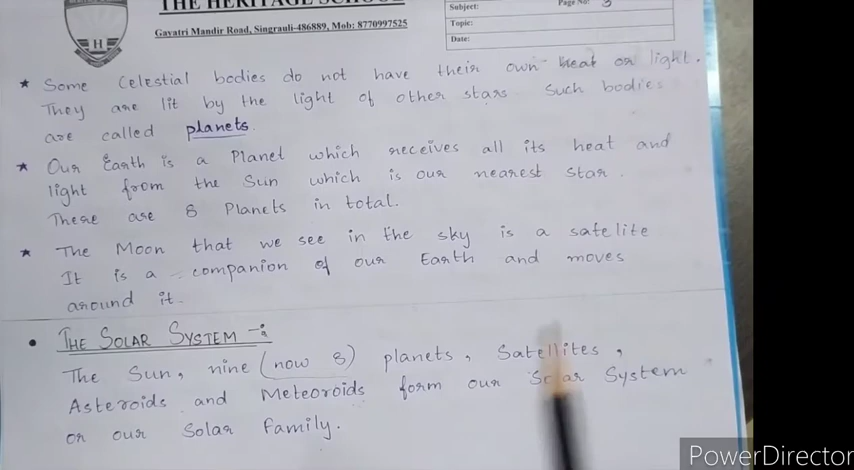 THE HERITAGE SCHOOL
Gayatri Mandir Road, Singrauli-486889, Mob: 8770997525
Subject:
Page No: 3
Topic:
Date:
H
* Some celestial bodies do not have their own heat or light.
They are lit by the light of other stars. Such bodies
are called planets.
* Our Earth is a Planet which receives all its heat and
light from the Sun which is our nearest star.
There are 8 Planets in total.
* The Moon that we see in the sky is a satelite
It is a companion of our Earth and moves
around it.
• THE SOLAR SYSTEM -:
The Sun, nine (now 8) planets, Satellites,
Asteroids and Meteoroids form our Solar System
or our Solar Family.
PowerDirector